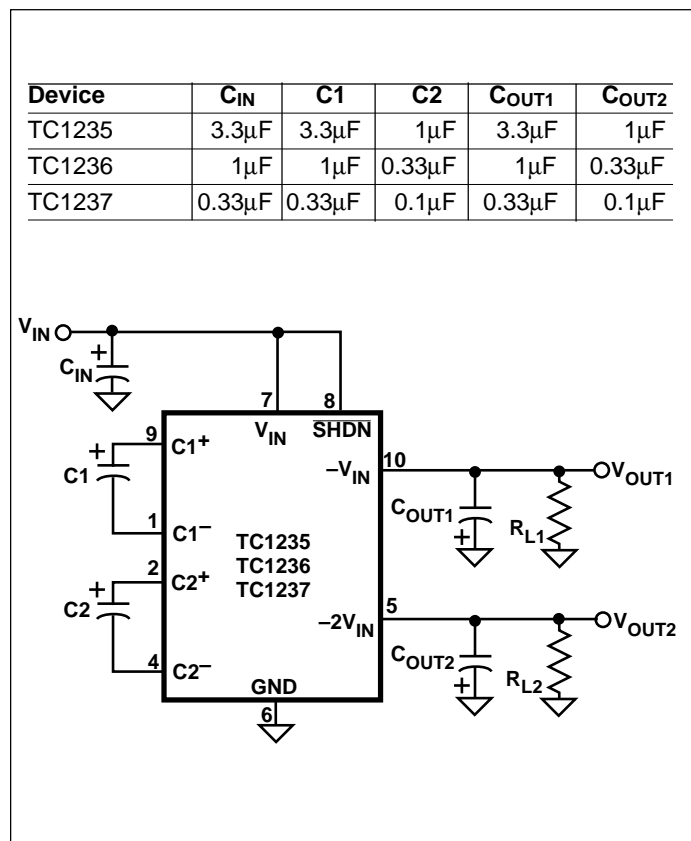 Device CIN C1 C2 COUT1 COUT2
TC1235 3.3µF 3.3µF 1µF 3.3µF 1µF
TC1236 1µF 1µF 0.33µF 1µF 0.33µF
TC1237 0.33µF 0.33µF 0.1µF 0.33µF 0.1µF
VIN
+
CIN
7 8
VIN SHDN
9 C1+
+
C1
1 C1–
2 C2+
+
C2
4 C2–
TC1235
TC1236
TC1237
–VIN 10
VOUT1
COUT1
+
RL1
–2VIN 5
VOUT2
COUT2
+
RL2
GND
6